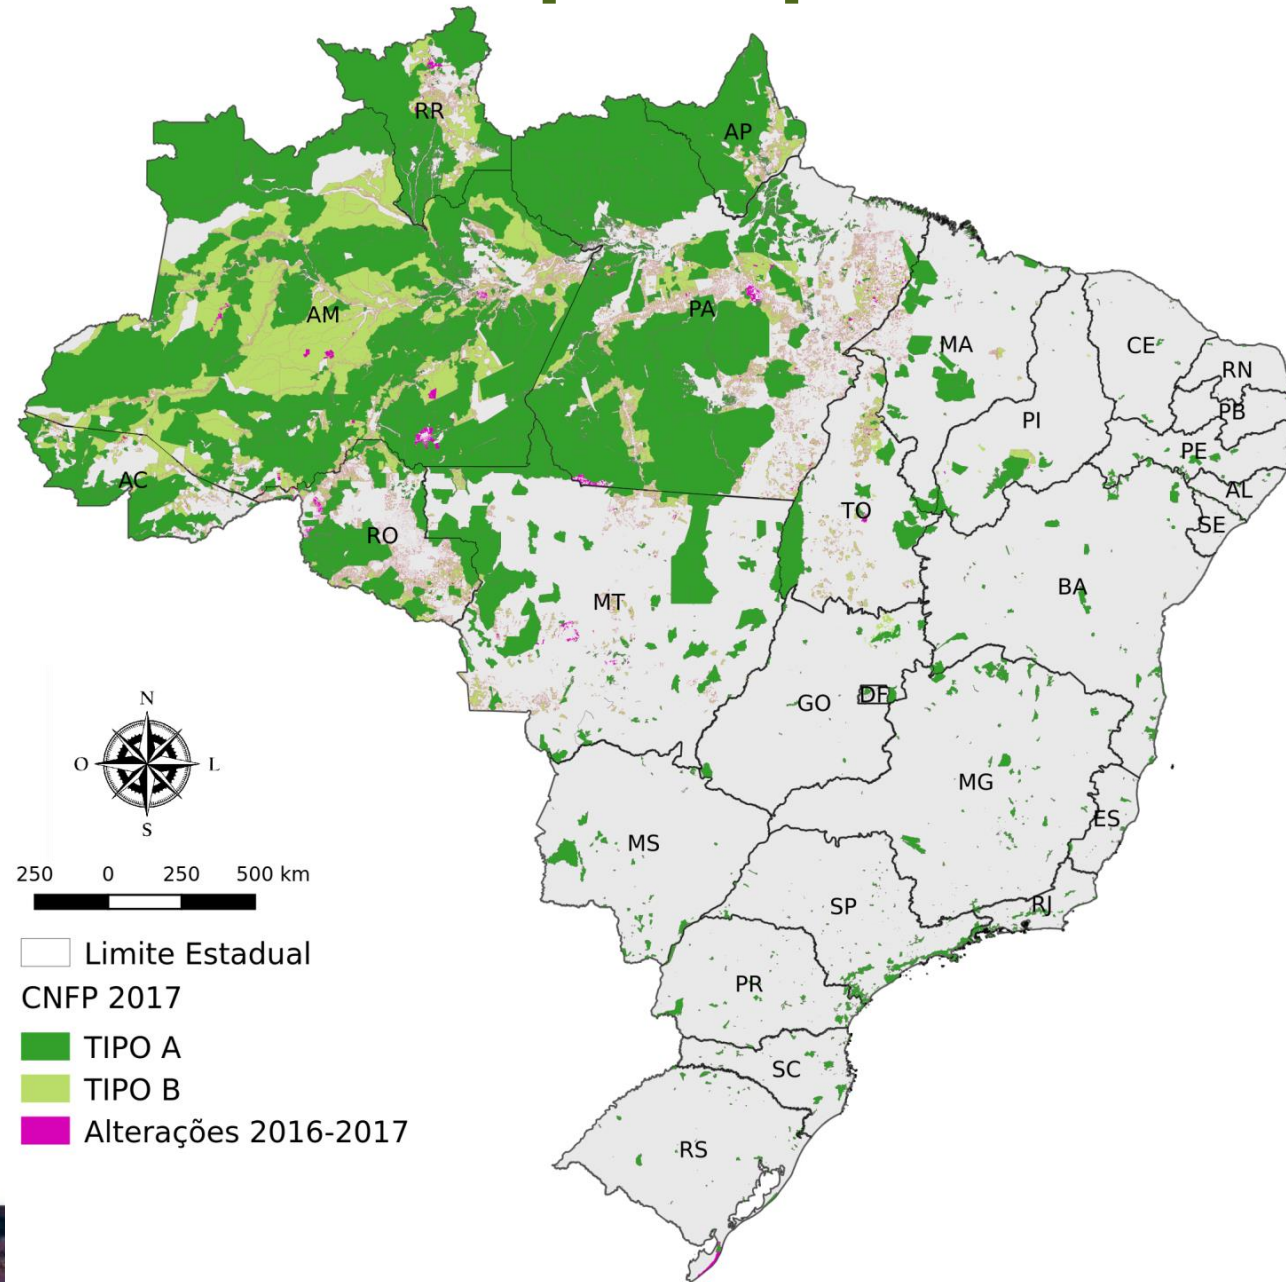 RR
AP
AM
PA
MA
CE
RN
PB
PI
PE
AC
AL
TO
SE
RO
BA
MT
DF
GO
N
O
L
S
MG
ES
MS
250 0 250 500 km
SP
RJ
Limite Estadual
PR
CNFP 2017
TIPO A
SC
TIPO B
Alterações 2016-2017
RS